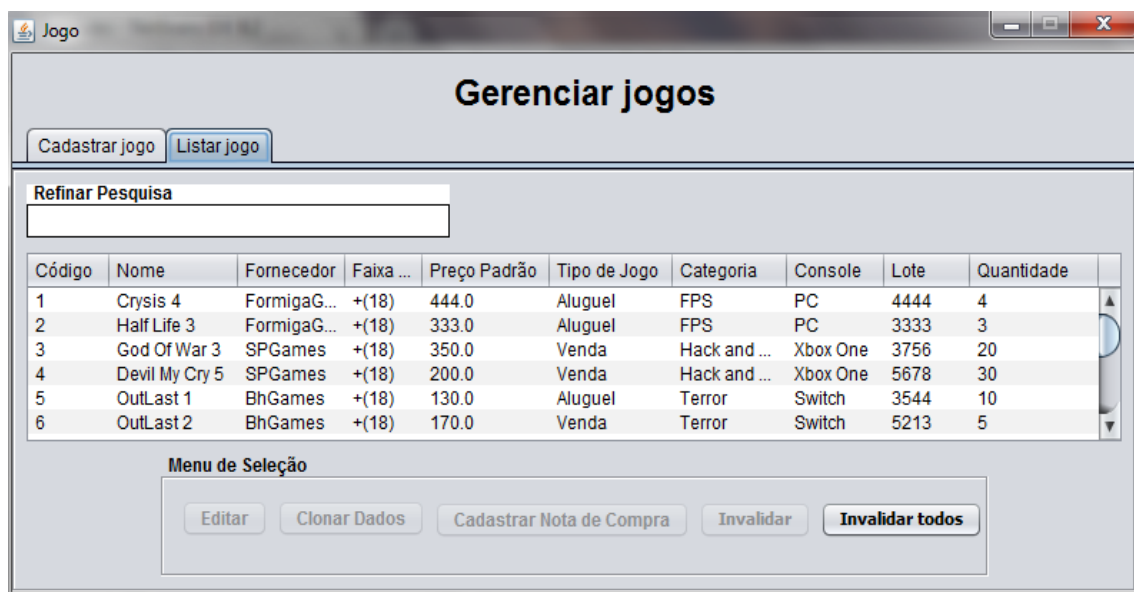 Jogo
Gerenciar jogos
Cadastrar jogo Listar jogo
Refinar Pesquisa
Código Nome Fornecedor Faixa ... Preço Padrão Tipo de Jogo Categoria Console Lote Quantidade
1 Crysis 4 FormigaG... +(18) 444.0 Aluguel FPS PC 4444 4
2 Half Life 3 FormigaG... +(18) 333.0 Aluguel FPS PC 3333 3
3 God Of War 3 SPGames +(18) 350.0 Venda Hack and ... Xbox One 3756 20
4 Devil My Cry 5 SPGames +(18) 200.0 Venda Hack and ... Xbox One 5678 30
5 OutLast 1 BhGames +(18) 130.0 Aluguel Terror Switch 3544 10
6 OutLast 2 BhGames +(18) 170.0 Venda Terror Switch 5213 5
Menu de Seleção
Editar Clonar Dados Cadastrar Nota de Compra Invalidar Invalidar todos